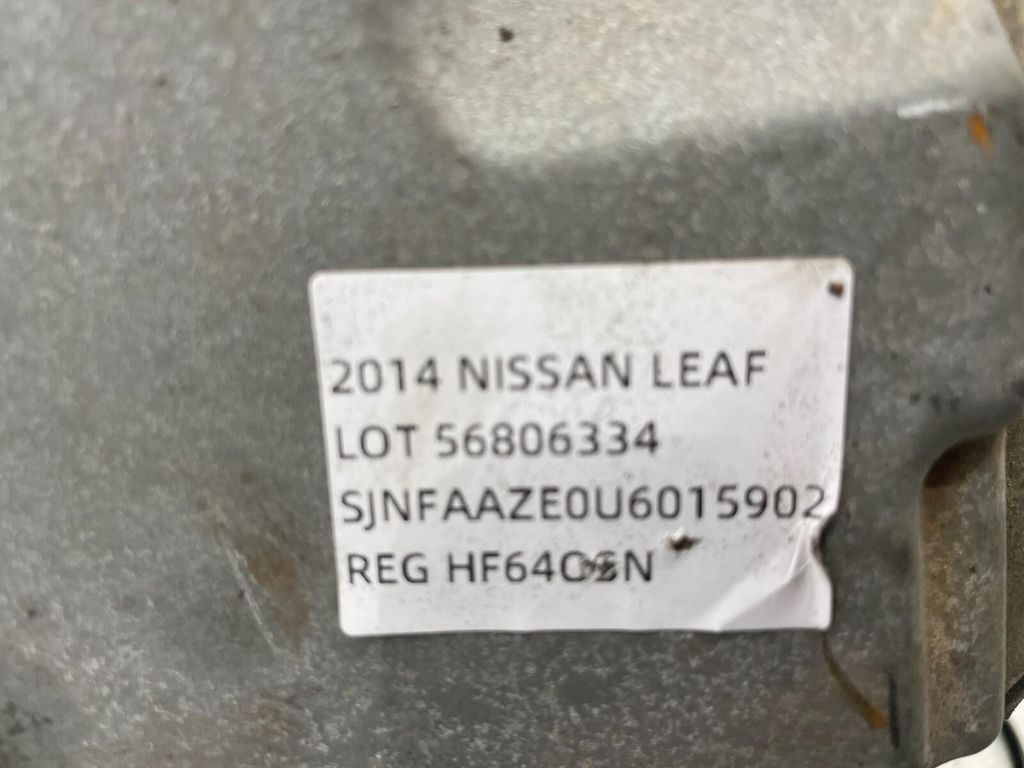 2014 NISSAN LEAF
LOT 56806334
SJNFAAZE0U6015902
REG